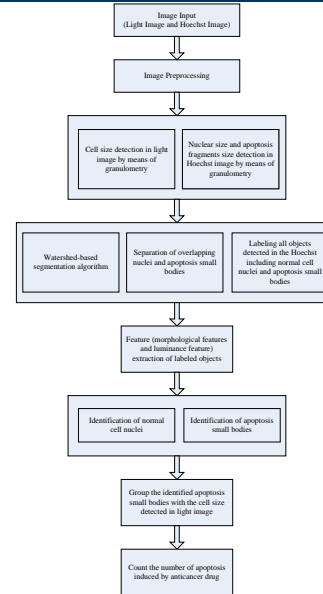 Image Input
(Light Image and Hoechst Image)
Image Preprocessing
Cell size detection in light
image by means of
granulometry
Nuclear size and apoptosis
fragments size detection in
Hoechst image by means of
granulometry
Watershed-based
segmentation algorithm
Separation of overlapping
nuclei and apoptosis small
bodies
Labeling all objects
detected in the Hoechst
including normal cell
nuclei and apoptosis small
bodies
Feature (morphological features
and luminance feature)
extraction of labeled objects
Identification of normal
cell nuclei
Identification of apoptosis
small bodies
Group the identified apoptosis
small bodies with the cell size
detected in light image
Count the number of apoptosis
induced by anticancer drug